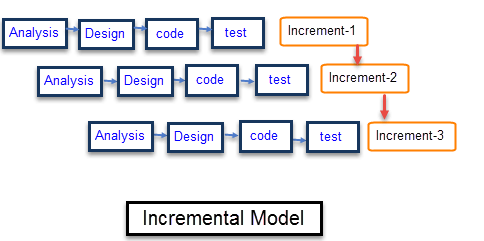 Analysis Design code test Increment-1
Analysis Design code test Increment-2
Analysis Design code test Increment-3
Incremental Model